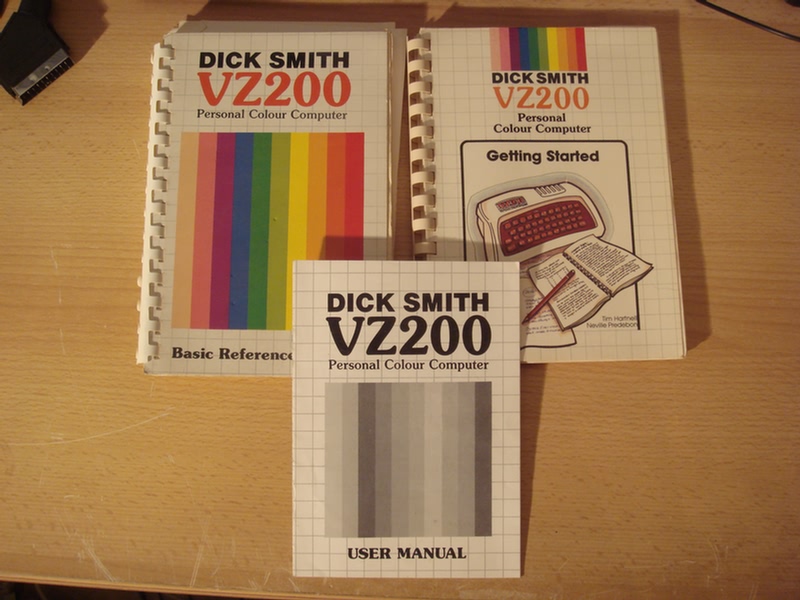 DICK SMITH
VZ200
Personal Colour Computer
Basic Reference
DICK SMITH
VZ200
Personal
Colour Computer
Getting Started
Tim Hartnell
Neville Predebon
DICK SMITH
VZ200
Personal Colour Computer
USER MANUAL